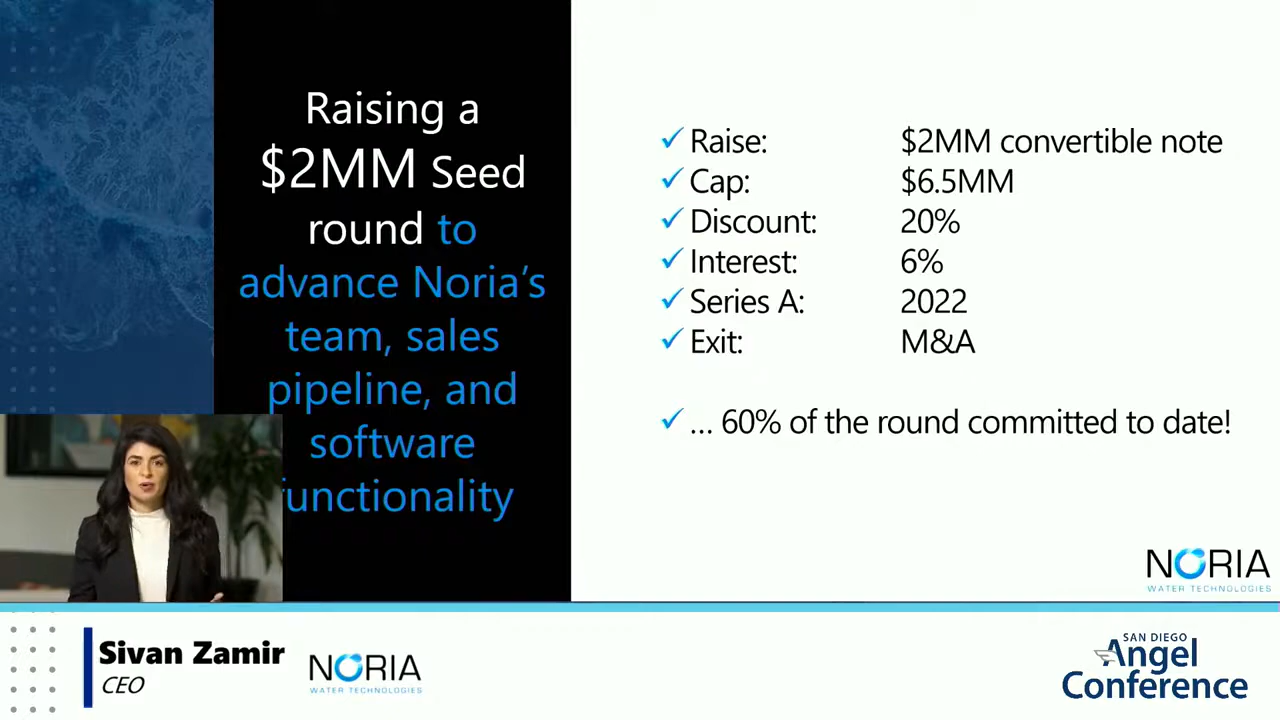 Raising a
$2MM Seed
round to
advance Noria's
team, sales
pipeline, and
software
functionality
✓ Raise: $2MM convertible note
✓ Cap: $6.5MM
✓ Discount: 20%
✓ Interest: 6%
✓ Series A: 2022
✓ Exit: M&A
✓ ... 60% of the round committed to date!
NORIA
WATER TECHNOLOGIES
Sivan Zamir
CEO
NORIA
WATER TECHNOLOGIES
SAN DIEGO
Angel
Conference